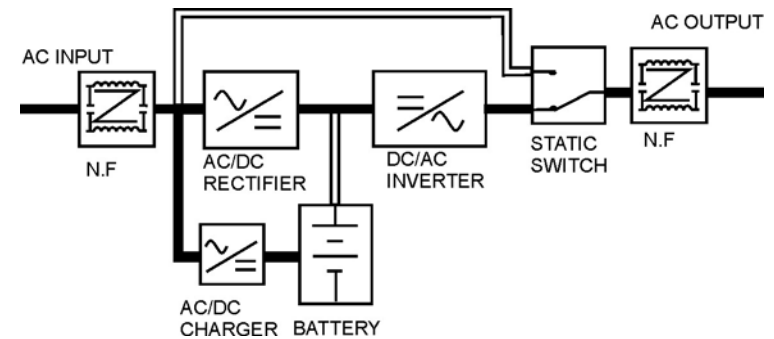 AC INPUT
AC OUTPUT
N.F
AC/DC
RECTIFIER
DC/AC
INVERTER
STATIC
SWITCH
N.F
AC/DC
CHARGER
BATTERY